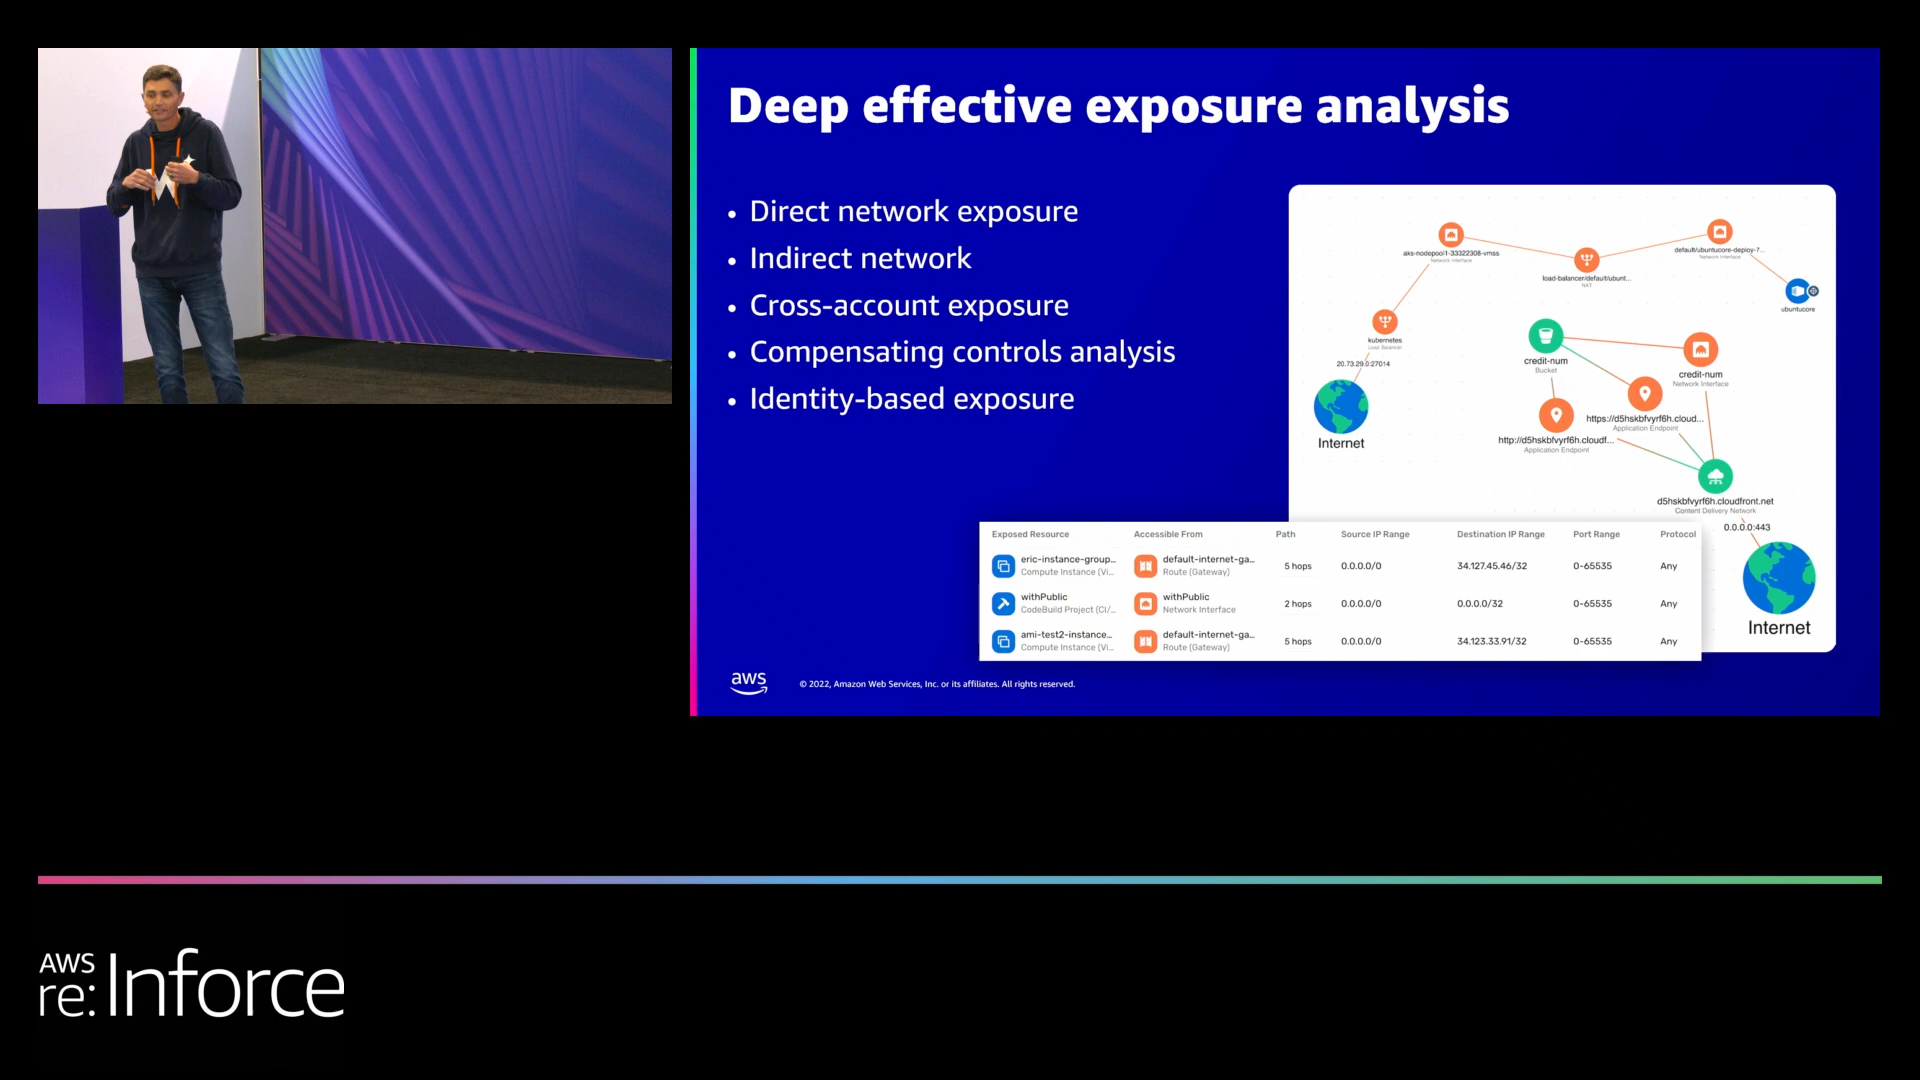 Deep effective exposure analysis
• Direct network exposure
• Indirect network
• Cross-account exposure
• Compensating controls analysis
• Identity-based exposure
aks-nodepool1-33322308-vmss
Network Interface
load-balancer/default/ubunt...
NAT
default/ubuntucore-deploy-7...
Network Interface
ubuntucore
kubernetes
Load Balancer
20.73.29.0:27014
Internet
credit-num
Bucket
credit-num
Network Interface
https://d5hskbfvyrf6h.cloud...
Application Endpoint
http://d5hskbfvyrf6h.cloudf...
Application Endpoint
d5hskbfvyrf6h.cloudfront.net
Content Delivery Network
0.0.0.0:443
Internet
Exposed Resource Accessible From Path Source IP Range Destination IP Range Port Range Protocol
eric-instance-group... default-internet-ga... 5 hops 0.0.0.0/0 34.127.45.46/32 0-65535 Any
Compute Instance (Vi... Route (Gateway)
withPublic withPublic 2 hops 0.0.0.0/0 0.0.0.0/32 0-65535 Any
CodeBuild Project (CI/... Network Interface
ami-test2-instance... default-internet-ga... 5 hops 0.0.0.0/0 34.123.33.91/32 0-65535 Any
Compute Instance (Vi... Route (Gateway)
aws
© 2022, Amazon Web Services, Inc. or its affiliates. All rights reserved.
AWS
re:Inforce